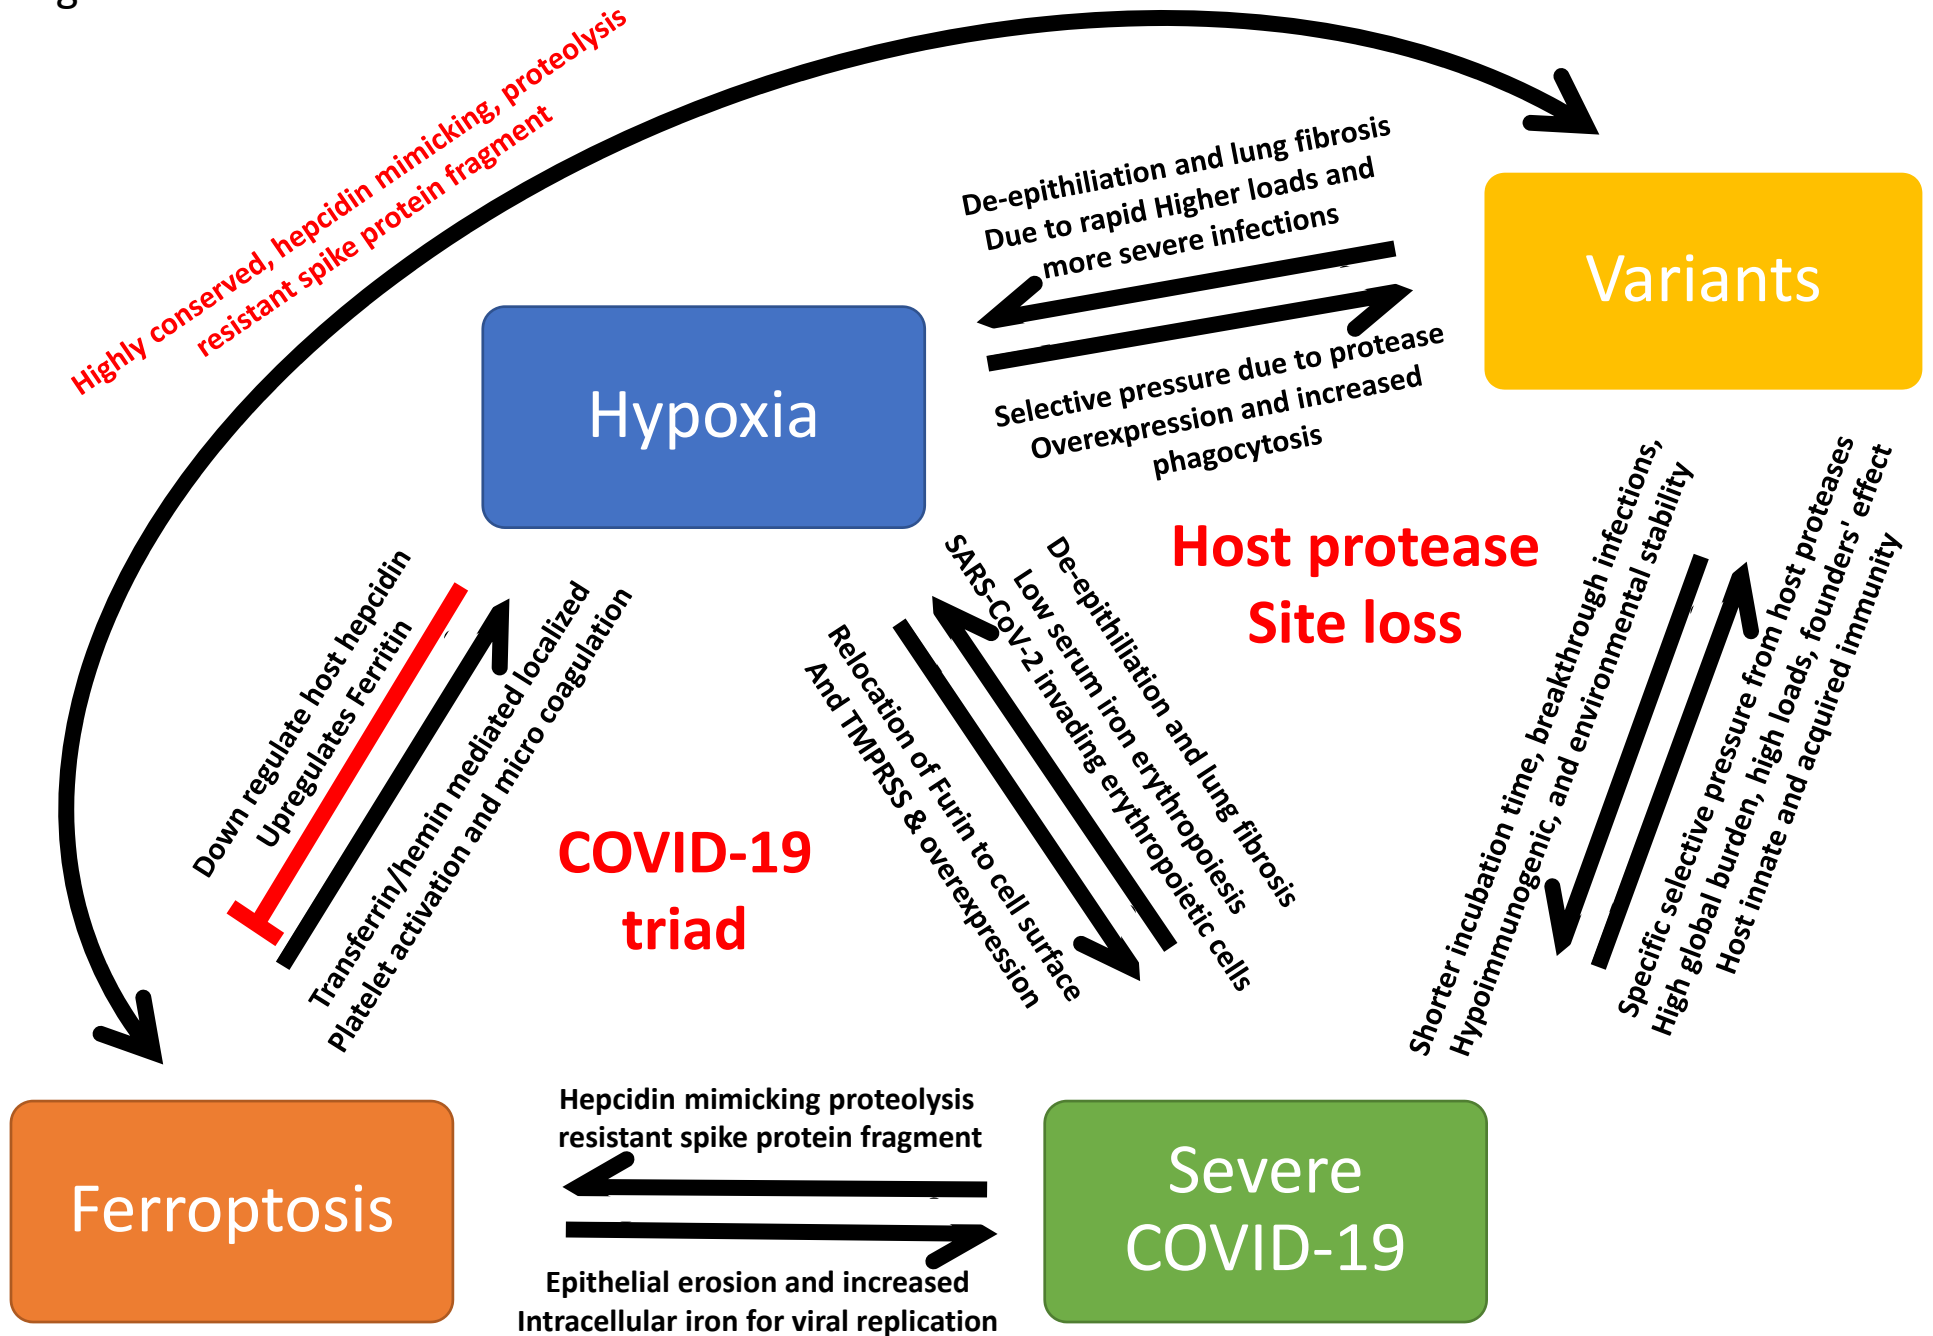 Highly conserved, hepcidin mimicking, proteolysis
resistant spike protein fragment
De-epithiliation and lung fibrosis
Due to rapid Higher loads and
more severe infections
Variants
Hypoxia
Selective pressure due to protease
Overexpression and increased
phagocytosis
Host protease
Site loss
Down regulate host hepcidin
Upregulates Ferritin
Transferrin/hemin mediated localized
Platelet activation and micro coagulation
COVID-19
triad
Relocation of Furin to cell surface
And TMPRSS & overexpression
De-epithiliation and lung fibrosis
Low serum iron erythropoiesis
SARS-CoV-2 invading erythropoietic cells
Shorter incubation time, breakthrough infections,
Hypoimmunogenic, and environmental stability
Specific selective pressure from host proteases
High global burden, high loads, founders' effect
Host innate and acquired immunity
Ferroptosis
Hepcidin mimicking proteolysis
resistant spike protein fragment
Epithelial erosion and increased
Intracellular iron for viral replication
Severe
COVID-19